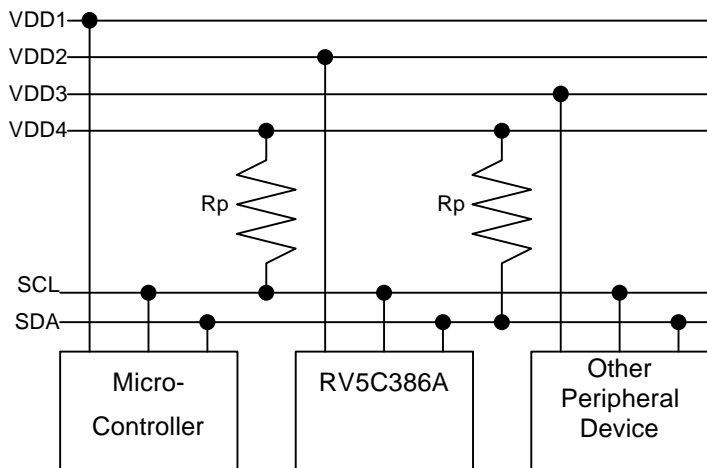 VDD1
VDD2
VDD3
VDD4
Rp
Rp
SCL
SDA
Micro-
Controller
RV5C386A
Other
Peripheral
Device